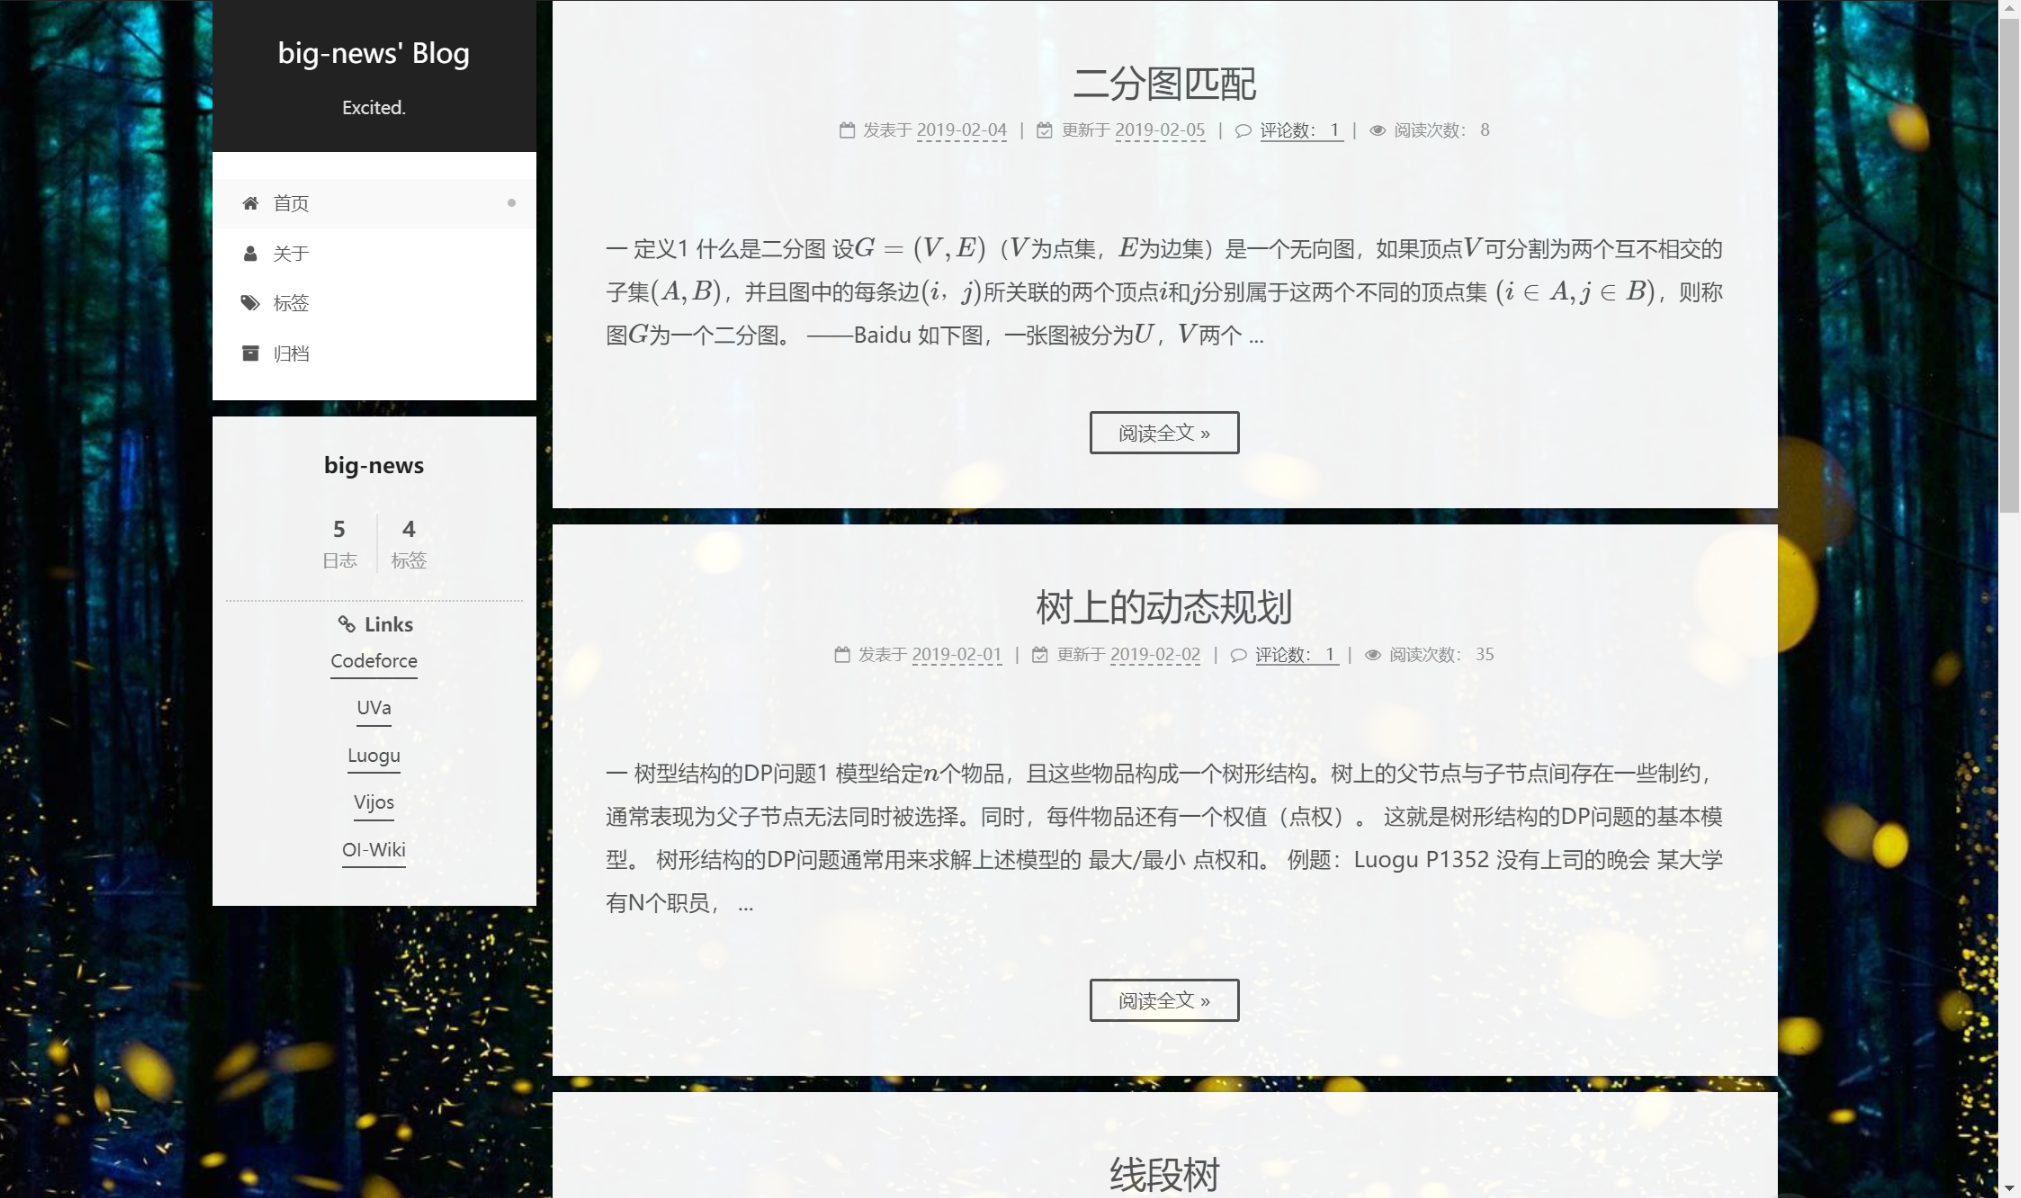 big-news' Blog
Excited.
首页
关于
标签
归档
big-news
5 4
日志 标签
Links
Codeforce
UVa
Luogu
Vijos
OI-Wiki
二分图匹配
发表于 2019-02-04 | 更新于 2019-02-05 | 评论数： 1 | 阅读次数： 8
一 定义1 什么是二分图 设G = (V, E)（V为点集，E为边集）是一个无向图，如果顶点V可分割为两个互不相交的
子集(A, B)，并且图中的每条边(i，j)所关联的两个顶点i和j分别属于这两个不同的顶点集 (i ∈ A, j ∈ B)，则称
图G为一个二分图。 ——Baidu 如下图，一张图被分为U，V两个 ...
阅读全文 »
树上的动态规划
发表于 2019-02-01 | 更新于 2019-02-02 | 评论数： 1 | 阅读次数： 35
一 树型结构的DP问题1 模型给定n个物品，且这些物品构成一个树形结构。树上的父节点与子节点间存在一些制约，
通常表现为父子节点无法同时被选择。同时，每件物品还有一个权值（点权）。 这就是树形结构的DP问题的基本模
型。 树形结构的DP问题通常用来求解上述模型的 最大/最小 点权和。 例题：Luogu P1352 没有上司的晚会 某大学
有N个职员， ...
阅读全文 »
线段树